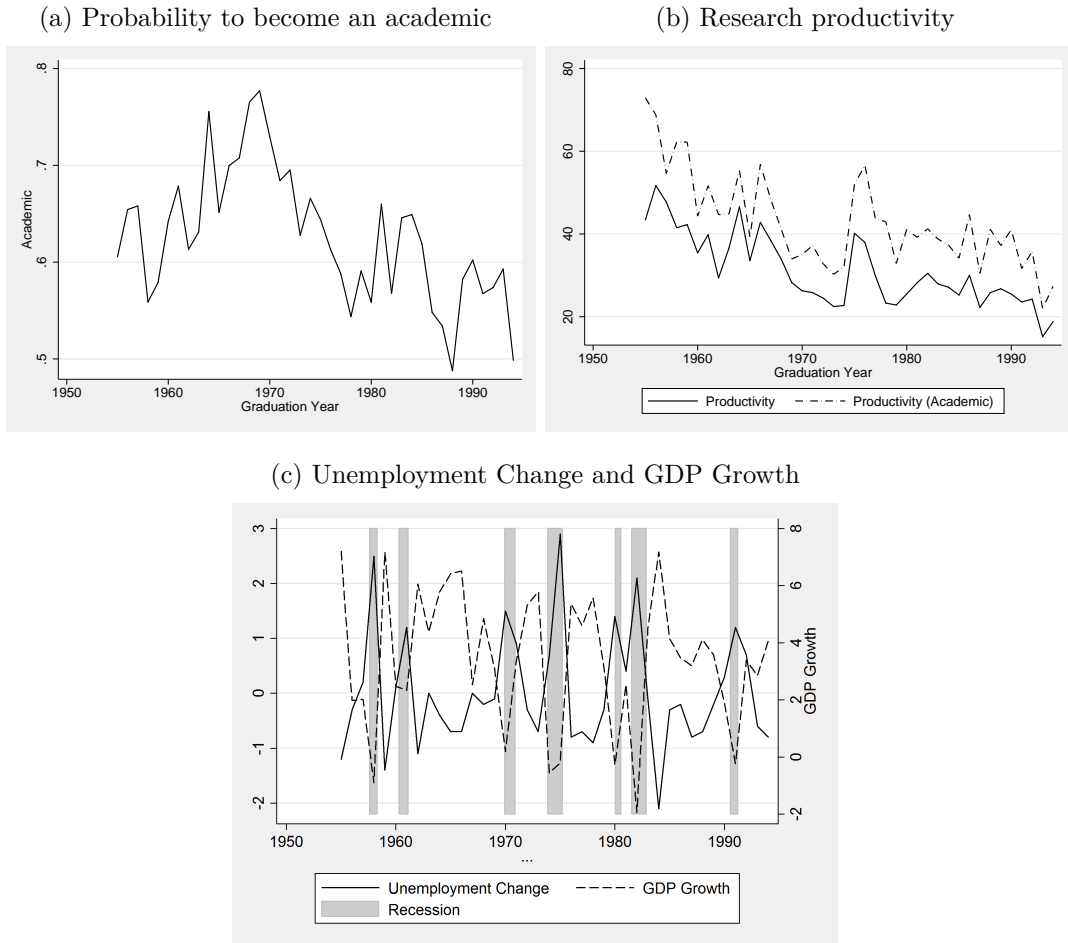 (a) Probability to become an academic
.8
.7
.6
.5
Academic
1950 1960 1970 1980 1990
Graduation Year
(b) Research productivity
80
60
40
20
1950 1960 1970 1980 1990
Graduation Year
Productivity Productivity (Academic)
(c) Unemployment Change and GDP Growth
3
2
1
0
-1
-2
8
6
4
2
0
-2
GDP Growth
1950 1960 1970 1980 1990
...
Unemployment Change GDP Growth
Recession